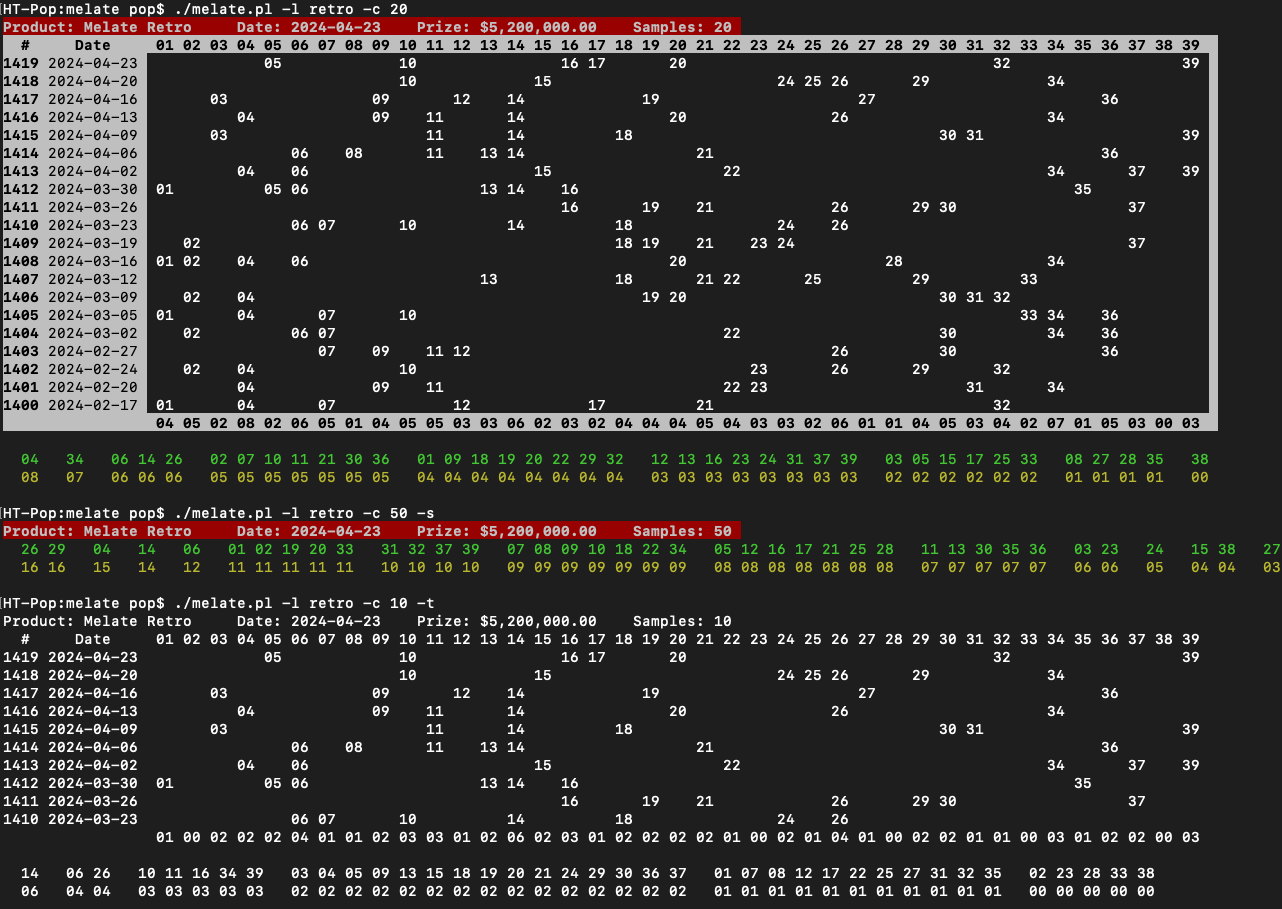 HT-Pop:melate pop$ ./melate.pl -l retro -c 20
Product: Melate Retro Date: 2024-04-23 Prize: $5,200,000.00 Samples: 20
# Date 01 02 03 04 05 06 07 08 09 10 11 12 13 14 15 16 17 18 19 20 21 22 23 24 25 26 27 28 29 30 31 32 33 34 35 36 37 38 39
1419 2024-04-23 05 10 16 17 20 32 39
1418 2024-04-20 10 15 24 25 26 29 34
1417 2024-04-16 03 09 12 14 19 27 36
1416 2024-04-13 04 09 11 14 20 26 34
1415 2024-04-09 03 11 14 18 30 31 39
1414 2024-04-06 06 08 11 13 14 21 36
1413 2024-04-02 04 06 15 22 34 37 39
1412 2024-03-30 01 05 06 13 14 16 35
1411 2024-03-26 16 19 21 26 29 30 37
1410 2024-03-23 06 07 10 14 18 24 26
1409 2024-03-19 02 18 19 21 23 24 37
1408 2024-03-16 01 02 04 06 20 28 34
1407 2024-03-12 13 18 21 22 25 29 33
1406 2024-03-09 02 04 19 20 30 31 32
1405 2024-03-05 01 04 07 10 33 34 36
1404 2024-03-02 02 06 07 22 30 34 36
1403 2024-02-27 07 09 11 12 26 30 36
1402 2024-02-24 02 04 10 23 26 29 32
1401 2024-02-20 04 09 11 22 23 31 34
1400 2024-02-17 01 04 07 12 17 21 32
04 05 02 08 02 06 05 01 04 05 05 03 03 06 02 03 02 04 04 04 05 04 03 03 02 06 01 01 04 05 03 04 02 07 01 05 03 00 03
04 34 06 14 26 02 07 10 11 21 30 36 01 09 18 19 20 22 29 32 12 13 16 23 24 31 37 39 03 05 15 17 25 33 08 27 28 35 38
08 07 06 06 06 05 05 05 05 05 05 05 04 04 04 04 04 04 04 04 03 03 03 03 03 03 03 03 02 02 02 02 02 02 01 01 01 01 00
HT-Pop:melate pop$ ./melate.pl -l retro -c 50 -s
Product: Melate Retro Date: 2024-04-23 Prize: $5,200,000.00 Samples: 50
26 29 04 14 06 01 02 19 20 33 31 32 37 39 07 08 09 10 18 22 34 05 12 16 17 21 25 28 11 13 30 35 36 03 23 24 15 38 27
16 16 15 14 12 11 11 11 11 11 10 10 10 10 09 09 09 09 09 09 09 08 08 08 08 08 08 08 07 07 07 07 07 06 06 05 04 04 03
HT-Pop:melate pop$ ./melate.pl -l retro -c 10 -t
Product: Melate Retro Date: 2024-04-23 Prize: $5,200,000.00 Samples: 10
# Date 01 02 03 04 05 06 07 08 09 10 11 12 13 14 15 16 17 18 19 20 21 22 23 24 25 26 27 28 29 30 31 32 33 34 35 36 37 38 39
1419 2024-04-23 05 10 16 17 20 32 39
1418 2024-04-20 10 15 24 25 26 29 34
1417 2024-04-16 03 09 12 14 19 27 36
1416 2024-04-13 04 09 11 14 20 26 34
1415 2024-04-09 03 11 14 18 30 31 39
1414 2024-04-06 06 08 11 13 14 21 36
1413 2024-04-02 04 06 15 22 34 37 39
1412 2024-03-30 01 05 06 13 14 16 35
1411 2024-03-26 16 19 21 26 29 30 37
1410 2024-03-23 06 07 10 14 18 24 26
01 00 02 02 02 04 01 01 02 03 03 01 02 06 02 03 01 02 02 02 02 01 00 02 01 04 01 00 02 02 01 01 00 03 01 02 02 00 03
14 06 26 10 11 16 34 39 03 04 05 09 13 15 18 19 20 21 24 29 30 36 37 01 07 08 12 17 22 25 27 31 32 35 02 23 28 33 38
06 04 04 03 03 03 03 03 02 02 02 02 02 02 02 02 02 02 02 02 02 02 02 01 01 01 01 01 01 01 01 01 01 01 00 00 00 00 00